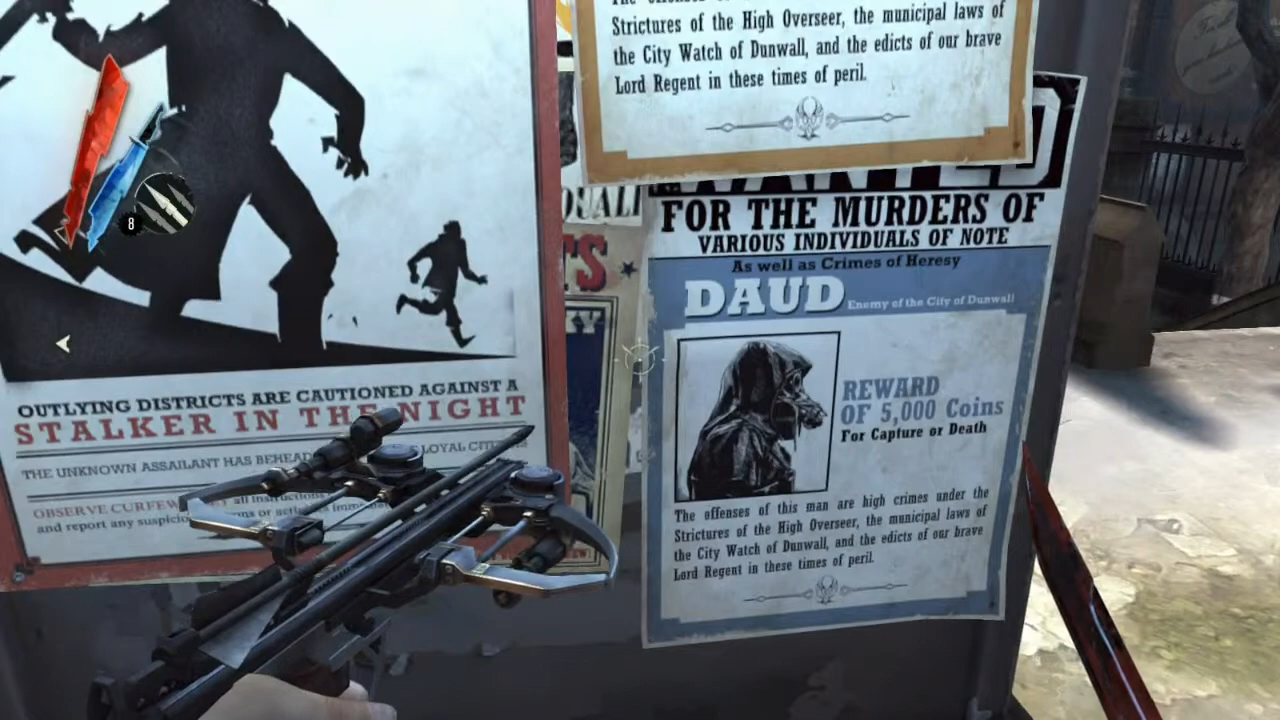 Strictures of the High Overseer, the municipal laws of
the City Watch of Dunwall, and the edicts of our brave
Lord Regent in these times of peril.
WANTED
FOR THE MURDERS OF
VARIOUS INDIVIDUALS OF NOTE
As well as Crimes of Heresy
DAUD Enemy of the City of Dunwall
REWARD
OF 5,000 Coins
For Capture or Death
The offenses of this man are high crimes under the
Strictures of the High Overseer, the municipal laws of
the City Watch of Dunwall, and the edicts of our brave
Lord Regent in these times of peril.
OUTLYING DISTRICTS ARE CAUTIONED AGAINST A
STALKER IN THE NIGHT
THE UNKNOWN ASSAILANT HAS LOYAL
OBSERVE CURFEW all
and report any
8